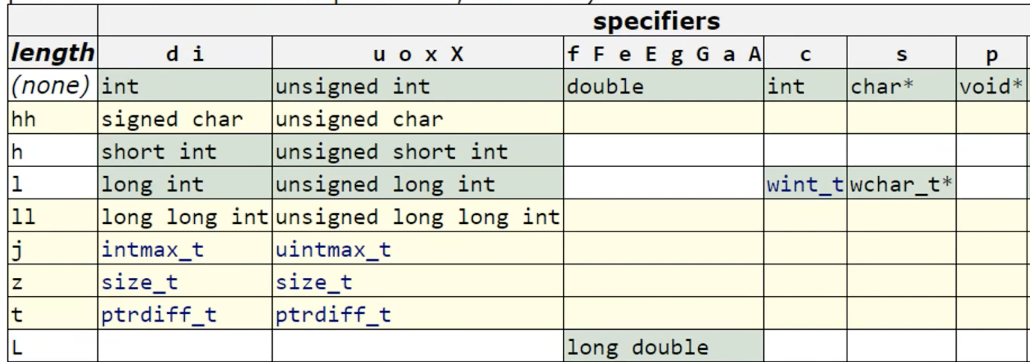 specifiers
length d i u o x X f F e E g G a A c s p
(none) int unsigned int double int char* void*
hh signed char unsigned char
h short int unsigned short int
l long int unsigned long int wint_t wchar_t*
ll long long int unsigned long long int
j intmax_t uintmax_t
z size_t size_t
t ptrdiff_t ptrdiff_t
L long double